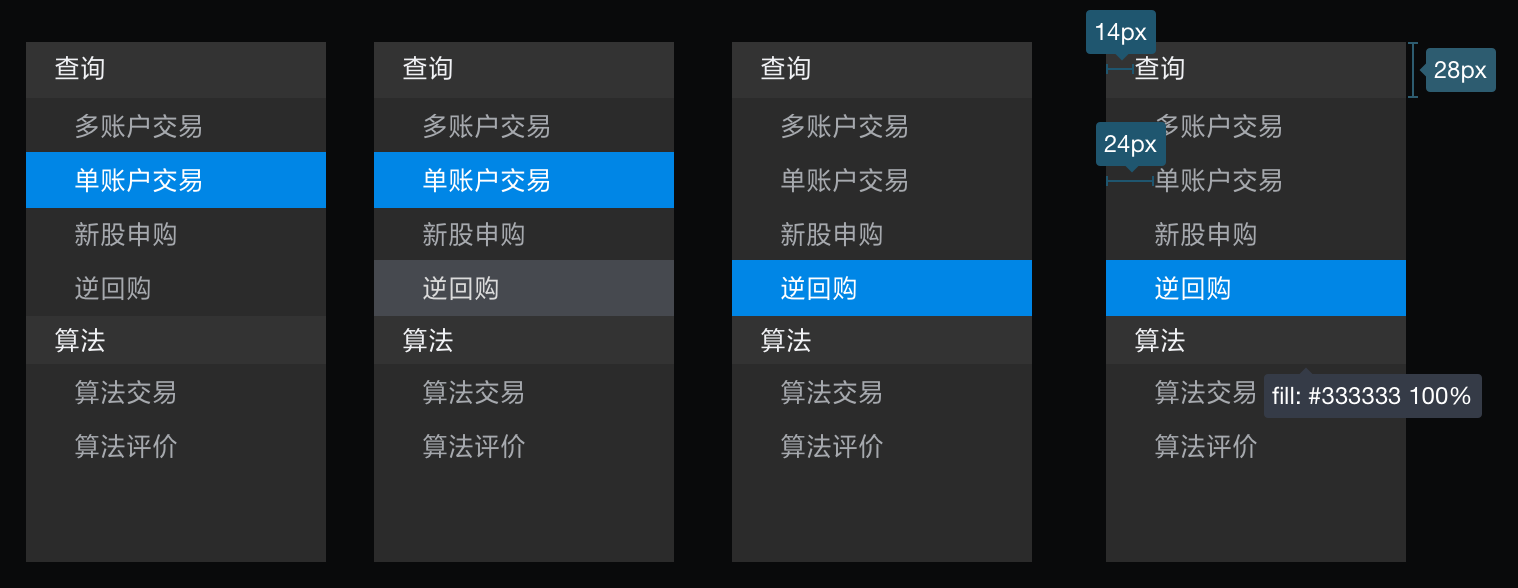 查询
多账户交易
单账户交易
新股申购
逆回购
算法
算法交易
算法评价
查询
多账户交易
单账户交易
新股申购
逆回购
算法
算法交易
算法评价
查询
多账户交易
单账户交易
新股申购
逆回购
算法
算法交易
算法评价
14px
查询
28px
多账户交易
24px
单账户交易
新股申购
逆回购
算法
算法交易
fill: #333333 100%
算法评价